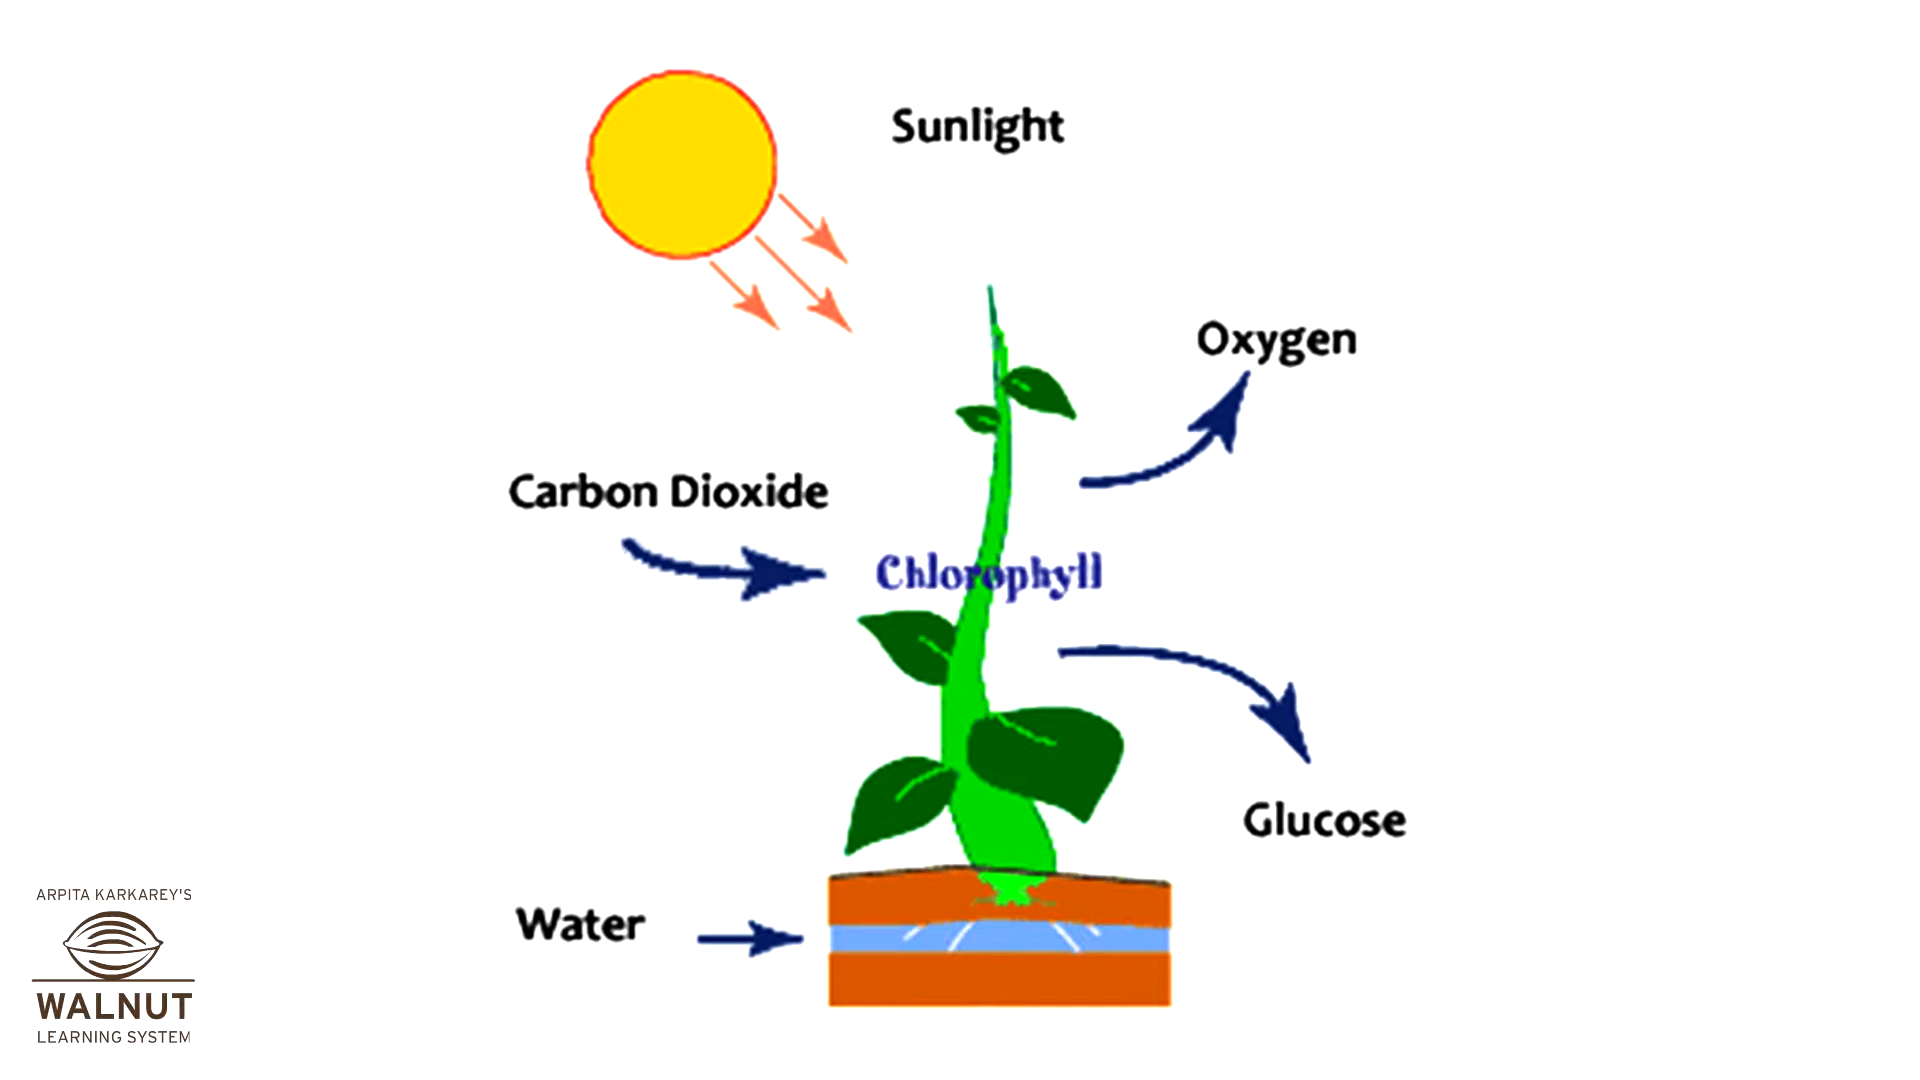 Sunlight
Oxygen
Carbon Dioxide
Chlorophyll
Glucose
Water
ARPITA KARKAREY'S
WALNUT
LEARNING SYSTEM